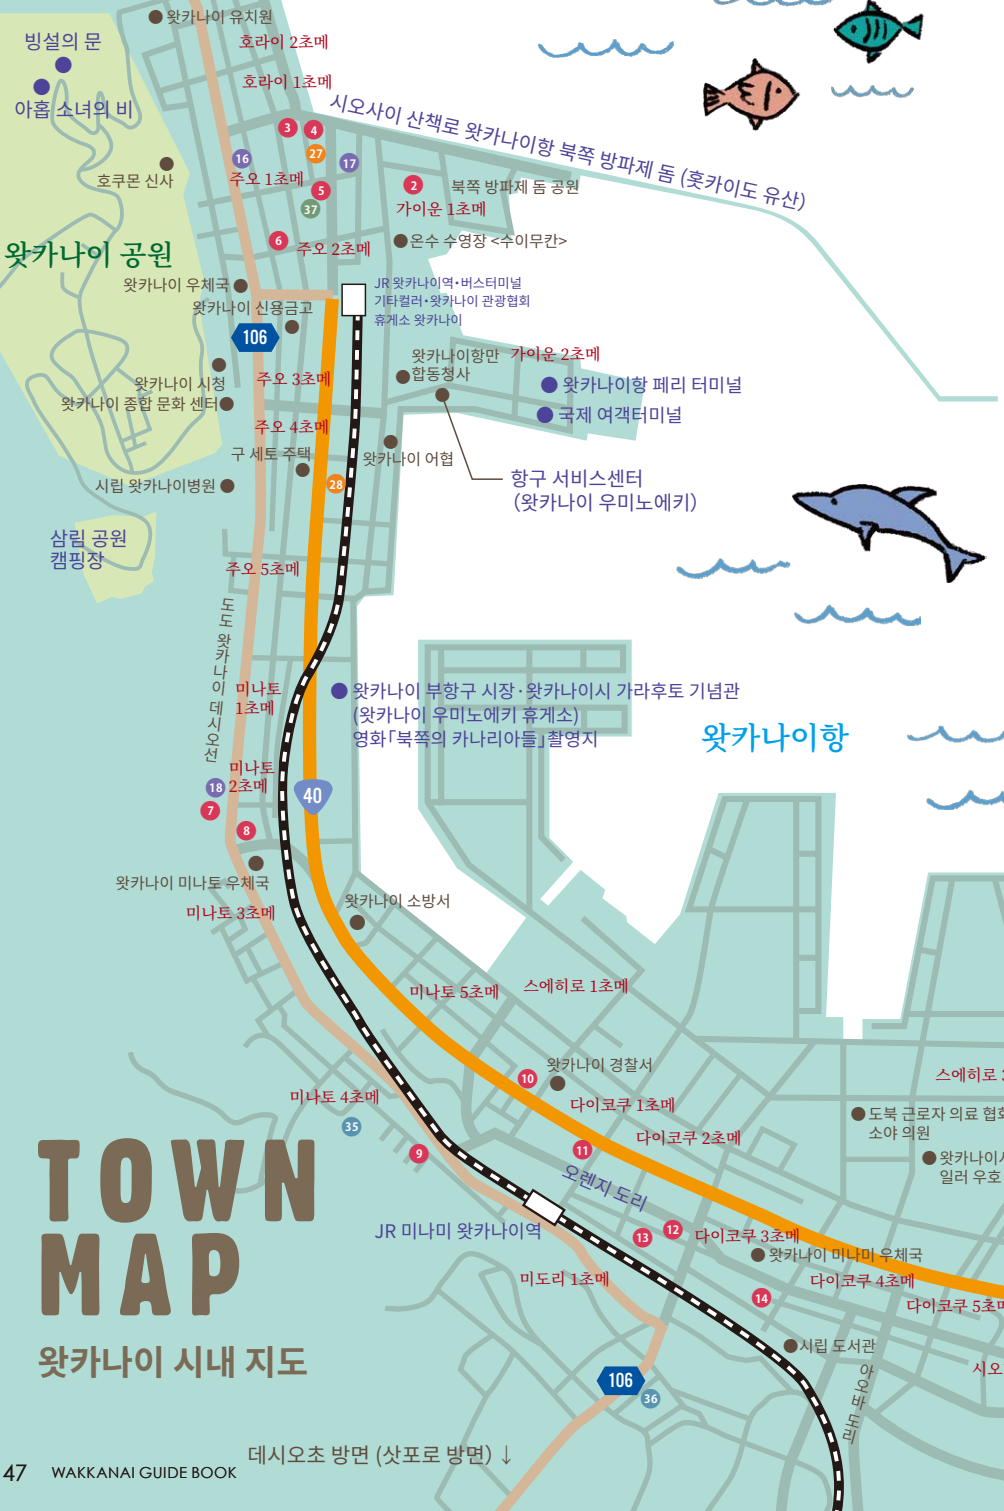 왓카나이 유치원
호라이 2초메
빙설의 문
호라이 1초메
아홉 소녀의 비
시오사이 산책로 왓카나이항 북쪽 방파제 돔 (홋카이도 유산)
3
4
27
16
17
호쿠몬 신사
주오 1초메
5
2
북쪽 방파제 돔 공원
37
가이운 1초메
6
주오 2초메
온수 수영장 <수이무칸>
왓카나이 공원
왓카나이 우체국
JR 왓카나이역·버스터미널
기타컬러·왓카나이 관광협회
휴게소 왓카나이
왓카나이 신용금고
106
왓카나이항만
합동청사
가이운 2초메
왓카나이 시청
주오 3초메
왓카나이항 페리 터미널
왓카나이 종합 문화 센터
국제 여객터미널
주오 4초메
구 세토 주택
왓카나이 어협
시립 왓카나이병원
28
항구 서비스센터
(왓카나이 우미노에키)
삼림 공원
캠핑장
주오 5초메
도도 왓카나이 데시오선
미나토
1초메
왓카나이 부항구 시장·왓카나이시 가라후토 기념관
(왓카나이 우미노에키 휴게소)
영화「북쪽의 카나리아들」촬영지
왓카나이항
미나토
2초메
18
40
7
8
왓카나이 미나토 우체국
왓카나이 소방서
미나토 3초메
미나토 5초메
스에히로 1초메
왓카나이 경찰서
10
스에히로 3
미나토 4초메
다이코쿠 1초메
도북 근로자 의료 협회
소야 의원
35
다이코쿠 2초메
9
11
왓카나이시
일러 우호
오렌지 도리
TOWN
MAP
JR 미나미 왓카나이역
13
12
다이코쿠 3초메
왓카나이 미나미 우체국
미도리 1초메
다이코쿠 4초메
14
다이코쿠 5초메
시립 도서관
왓카나이 시내 지도
시오
아오바 도리
106
36
데시오초 방면 (삿포로 방면) ↓
47 WAKKANAI GUIDE BOOK